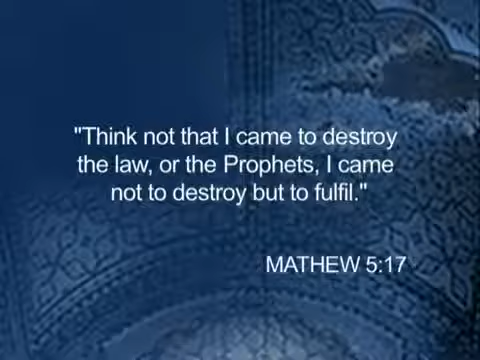 "Think not that I came to destroy
the law, or the Prophets, I came
not to destroy but to fulfil."
MATHEW 5:17